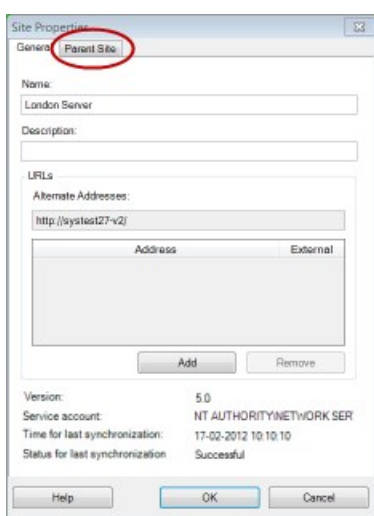 Site Properties
General Parent Site
Name:
London Server
Description:
URLs
Alternate Addresses:
http://systest27-v2/
Address External
Add Remove
Version: 5.0
Service account: NT AUTHORITY\NETWORK SER
Time for last synchronization: 17-02-2012 10:10:10
Status for last synchronization Successful
Help OK Cancel